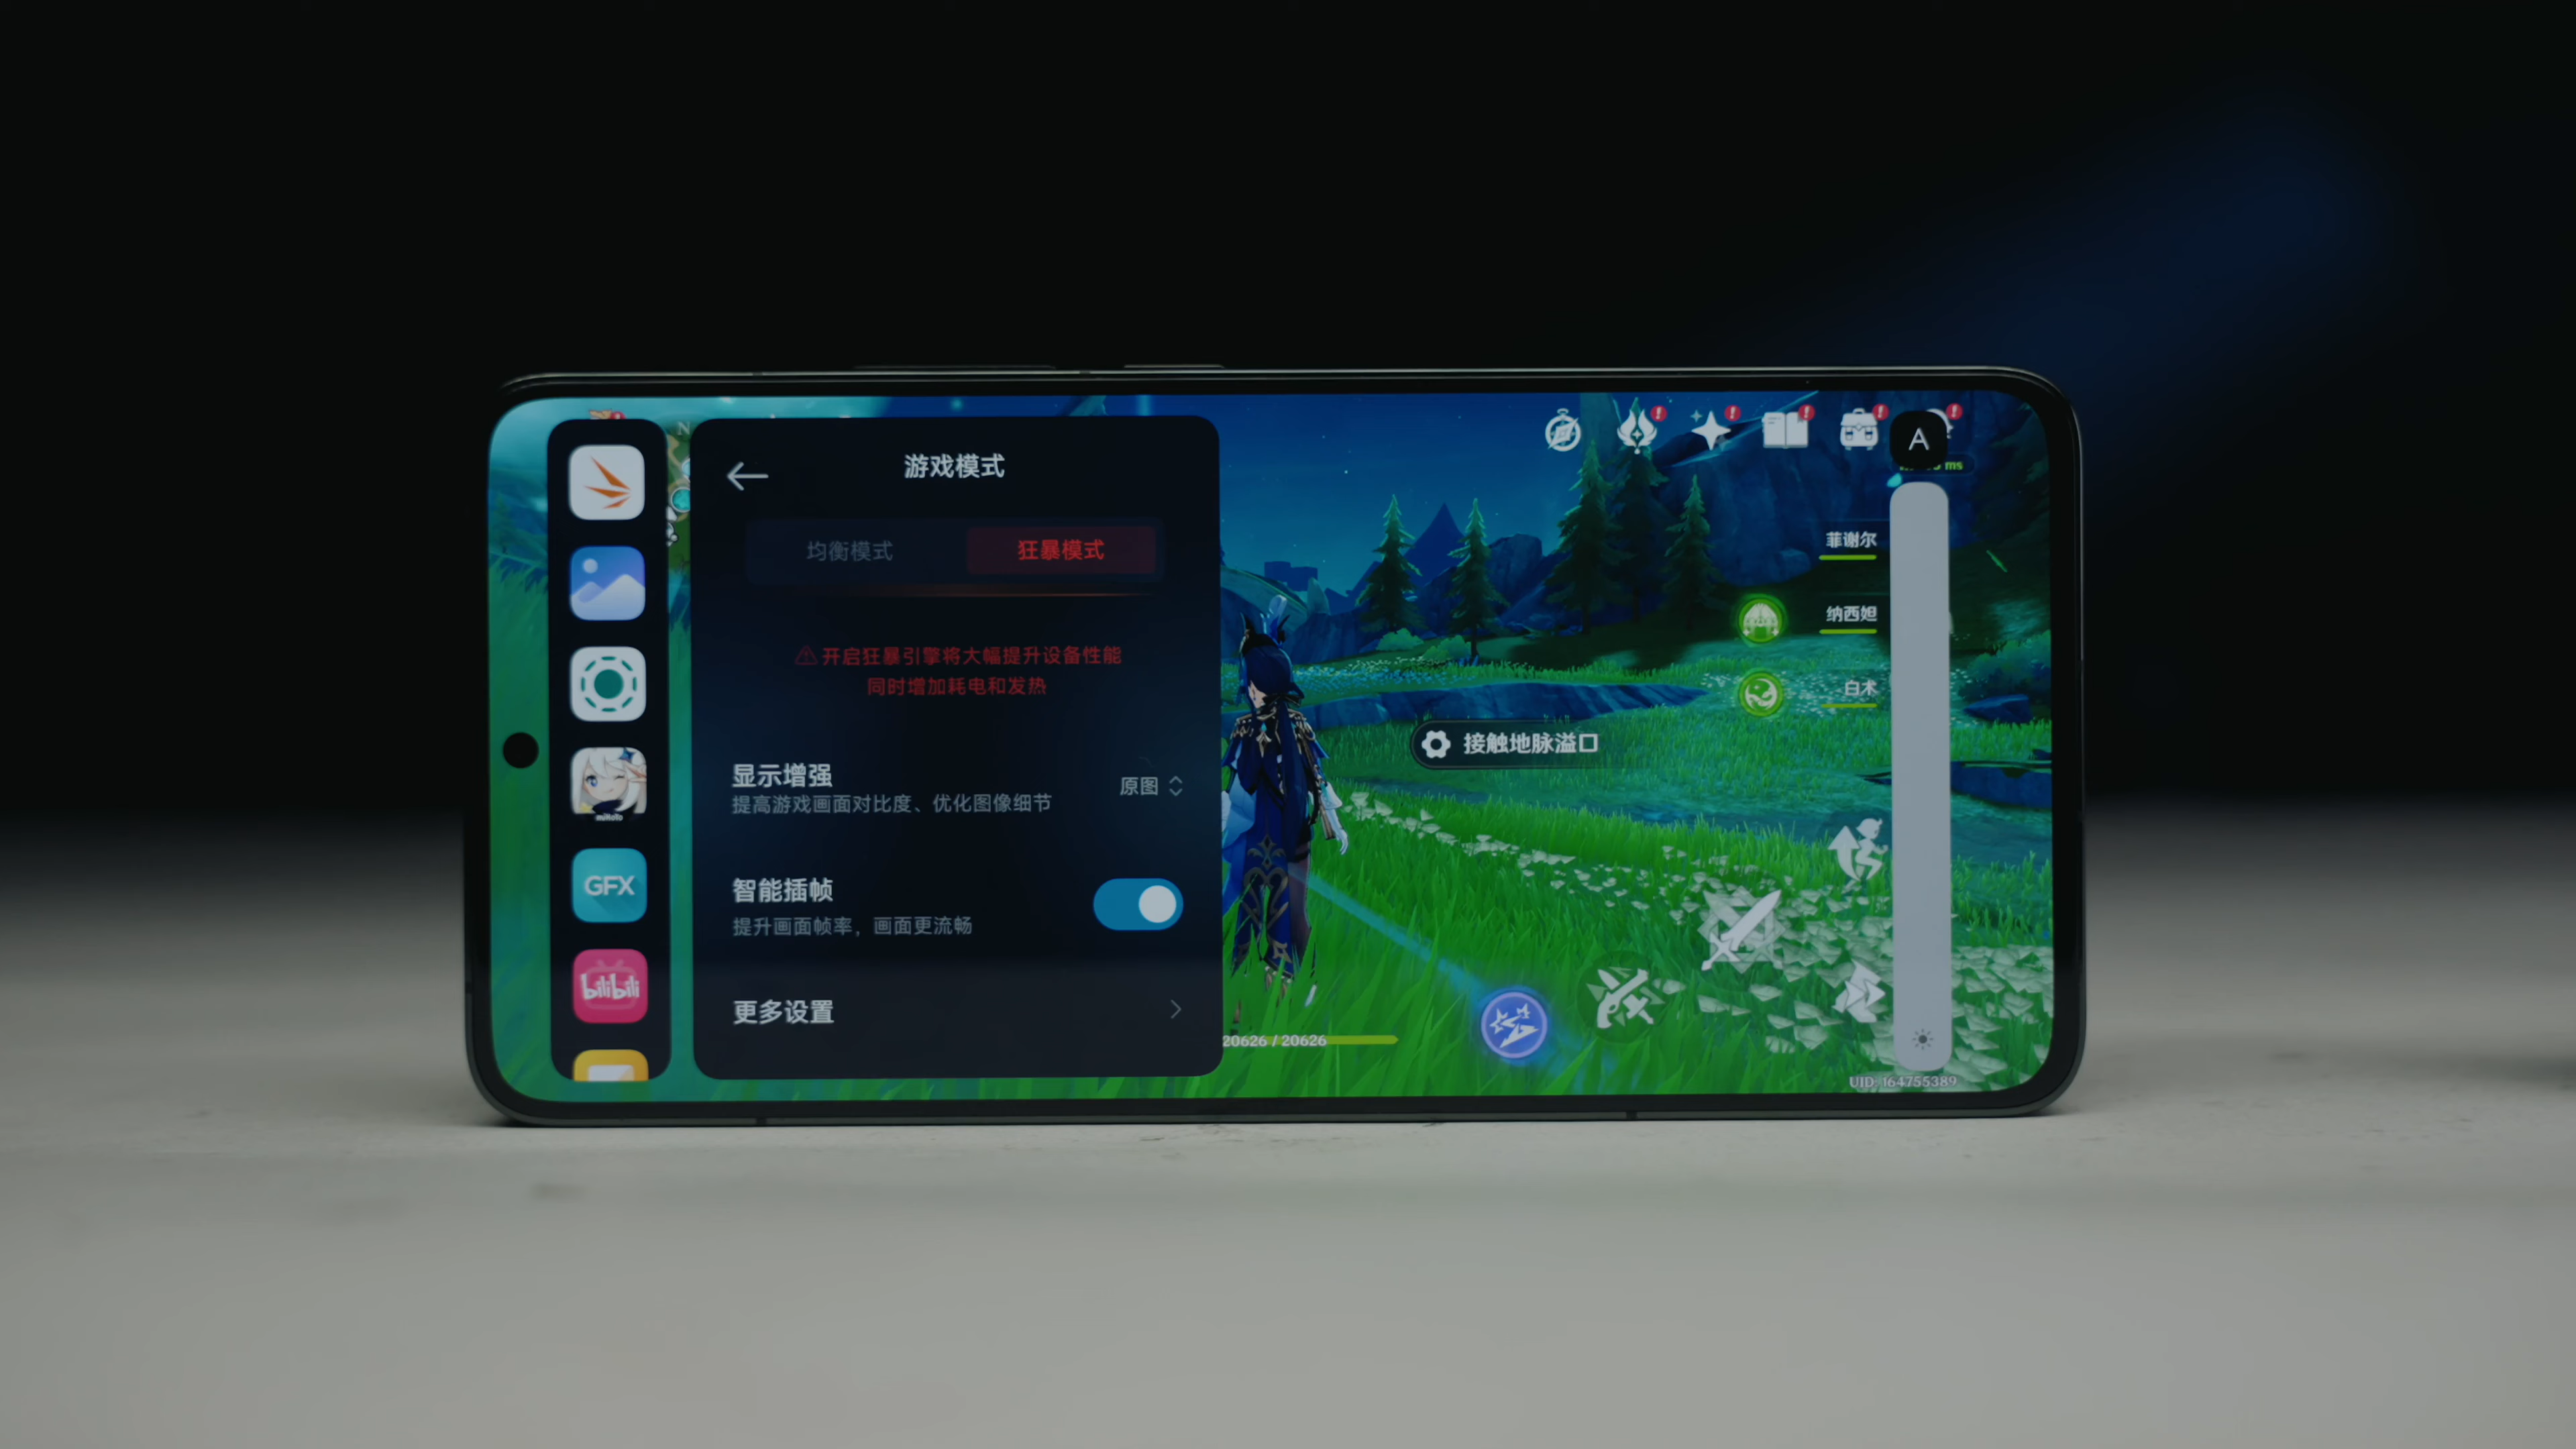 游戏模式
均衡模式
狂暴模式
开启狂暴引擎将大幅提升设备性能
同时增加耗电和发热
显示增强
提高游戏画面对比度、优化图像细节
原图
智能插帧
提升画面帧率，画面更流畅
更多设置
N
miHoYo
GFX
bilibili
A
ms
菲谢尔
纳西妲
白术
接触地脉溢口
20626 / 20626
UID: 164755389